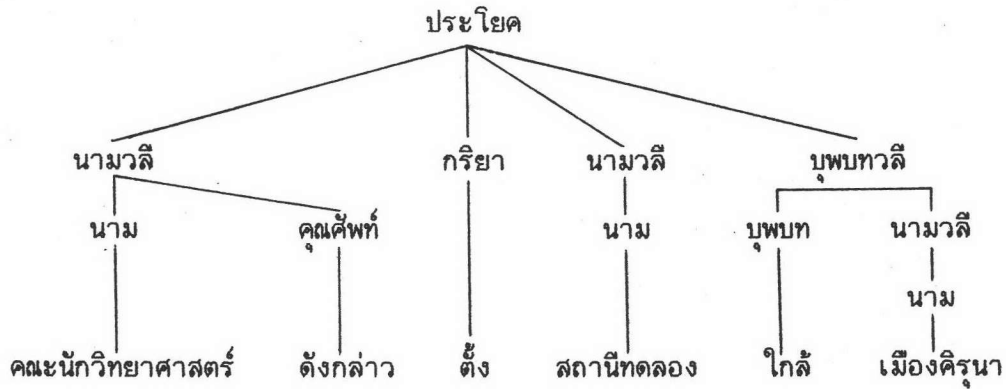 ประโยค
นามวลี กริยา นามวลี บุพบทวลี
นาม คุณศัพท์ นาม บุพบท นามวลี
นาม
คณะนักวิทยาศาสตร์ ดังกล่าว ตั้ง สถานีทดลอง ใกล้ เมืองคิรุนา